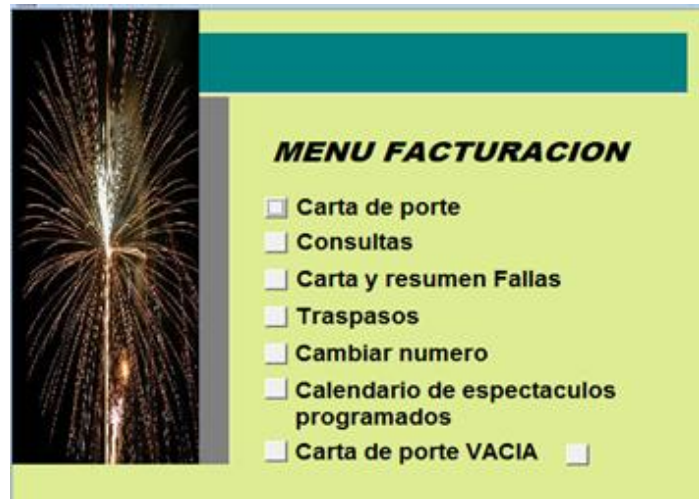 MENU FACTURACION
Carta de porte
Consultas
Carta y resumen Fallas
Traspasos
Cambiar numero
Calendario de espectaculos
programados
Carta de porte VACIA